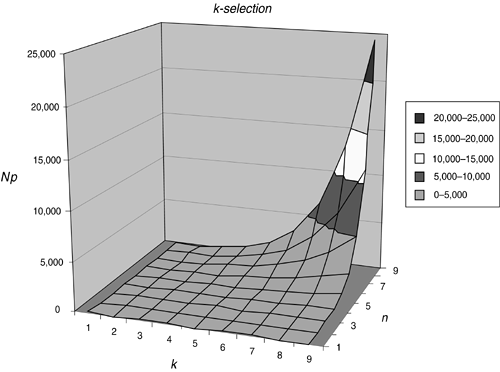 k-selection
25,000
20,000
15,000
10,000
5,000
0
Np
1 2 3 4 5 6 7 8 9
k
1 3 5 7 9
n
20,000–25,000
15,000–20,000
10,000–15,000
5,000–10,000
0–5,000